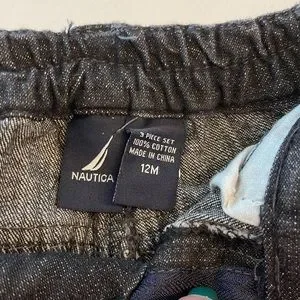 NAUTICA
3 PIECE SET
100% COTTON
MADE IN CHINA
12M